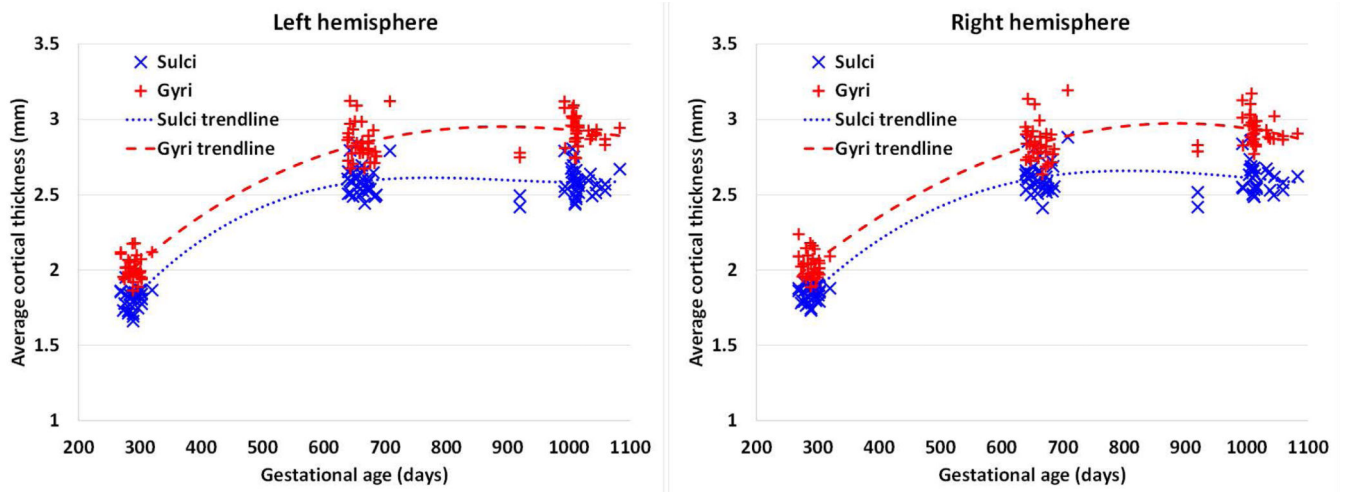 Left hemisphere
3.5
3
2.5
2
1.5
1
Average cortical thickness (mm)
Sulci
Gyri
Sulci trendline
Gyri trendline
200 300 400 500 600 700 800 900 1000 1100
Gestational age (days)
Right hemisphere
3.5
3
2.5
2
1.5
1
Average cortical thickness (mm)
Sulci
Gyri
Sulci trendline
Gyri trendline
200 300 400 500 600 700 800 900 1000 1100
Gestational age (days)